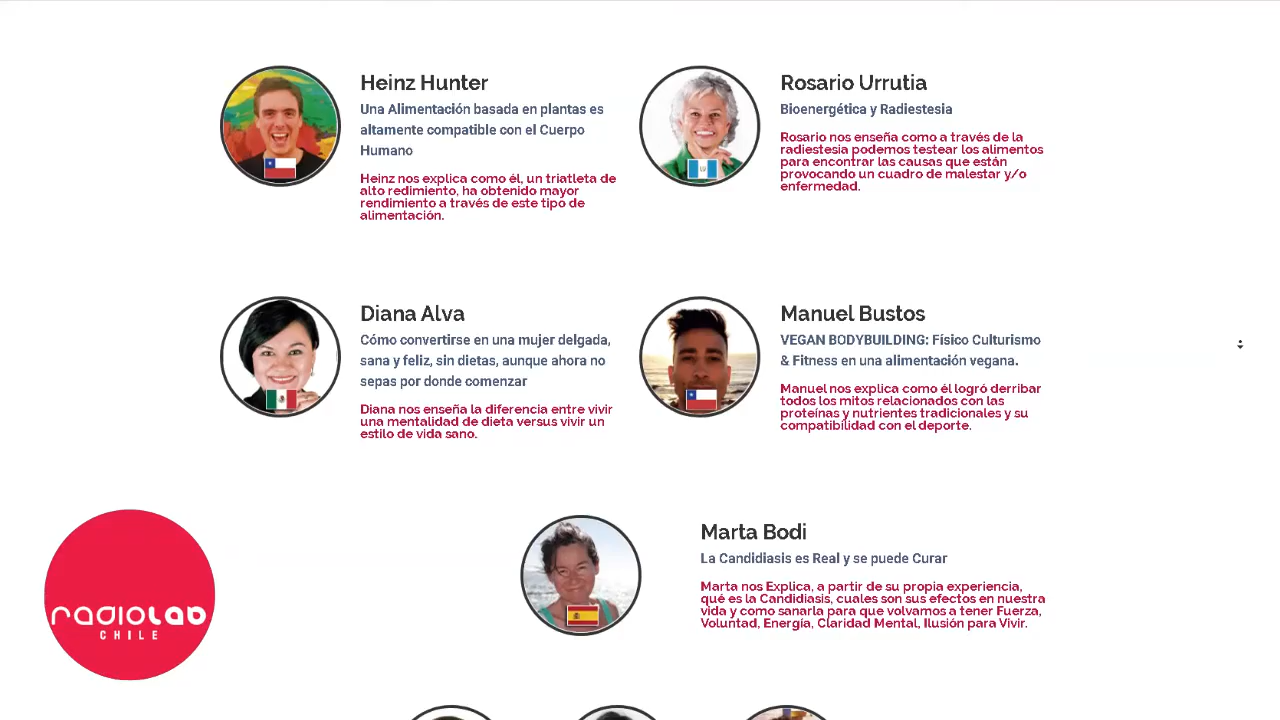 Heinz Hunter
Una Alimentación basada en plantas es
altamente compatible con el Cuerpo
Humano
Heinz nos explica como él, un triatleta de
alto redimiento, ha obtenido mayor
rendimiento a través de este tipo de
alimentación.
Rosario Urrutia
Bioenergética y Radiestesia
Rosario nos enseña como a través de la
radiestesia podemos testear los alimentos
para encontrar las causas que están
provocando un cuadro de malestar y/o
enfermedad.
Diana Alva
Cómo convertirse en una mujer delgada,
sana y feliz, sin dietas, aunque ahora no
sepas por donde comenzar
Diana nos enseña la diferencia entre vivir
una mentalidad de dieta versus vivir un
estilo de vida sano.
Manuel Bustos
VEGAN BODYBUILDING: Físico Culturismo
& Fitness en una alimentación vegana.
Manuel nos explica como él logró derribar
todos los mitos relacionados con las
proteínas y nutrientes tradicionales y su
compatibilidad con el deporte.
Marta Bodi
La Candidiasis es Real y se puede Curar
Marta nos Explica, a partir de su propia experiencia,
qué es la Candidiasis, cuales son sus efectos en nuestra
vida y como sanarla para que volvamos a tener Fuerza,
Voluntad, Energía, Claridad Mental, Ilusión para Vivir.
radioLAB
CHILE